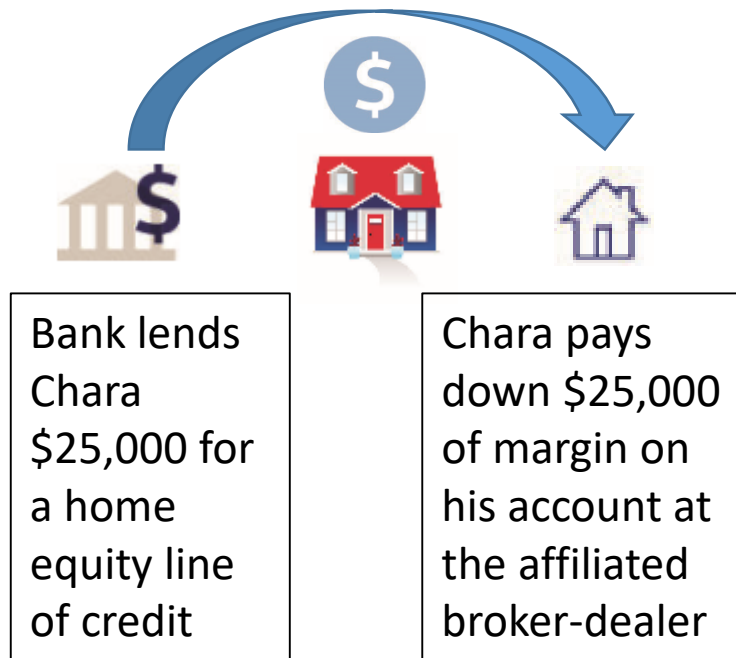 $
$
Bank lends
Chara
$25,000 for
a home
equity line
of credit
Chara pays
down $25,000
of margin on
his account at
the affiliated
broker-dealer